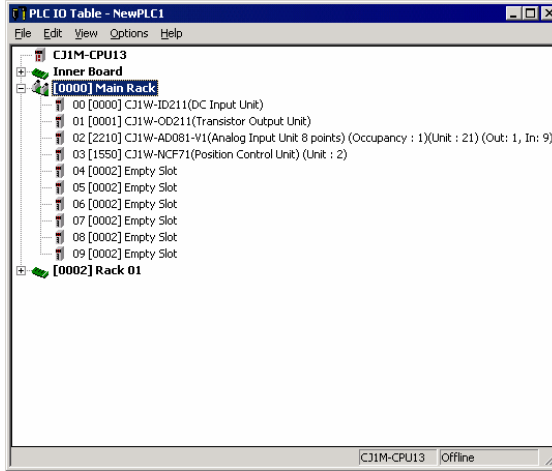 PLC IO Table - NewPLC1
File Edit View Options Help
CJ1M-CPU13
Inner Board
[0000] Main Rack
00 [0000] CJ1W-ID211(DC Input Unit)
01 [0001] CJ1W-OD211(Transistor Output Unit)
02 [2210] CJ1W-AD081-V1(Analog Input Unit 8 points) (Occupancy : 1)(Unit : 21) (Out: 1, In: 9)
03 [1550] CJ1W-NCF71(Position Control Unit) (Unit : 2)
04 [0002] Empty Slot
05 [0002] Empty Slot
06 [0002] Empty Slot
07 [0002] Empty Slot
08 [0002] Empty Slot
09 [0002] Empty Slot
[0002] Rack 01
CJ1M-CPU13 Offline